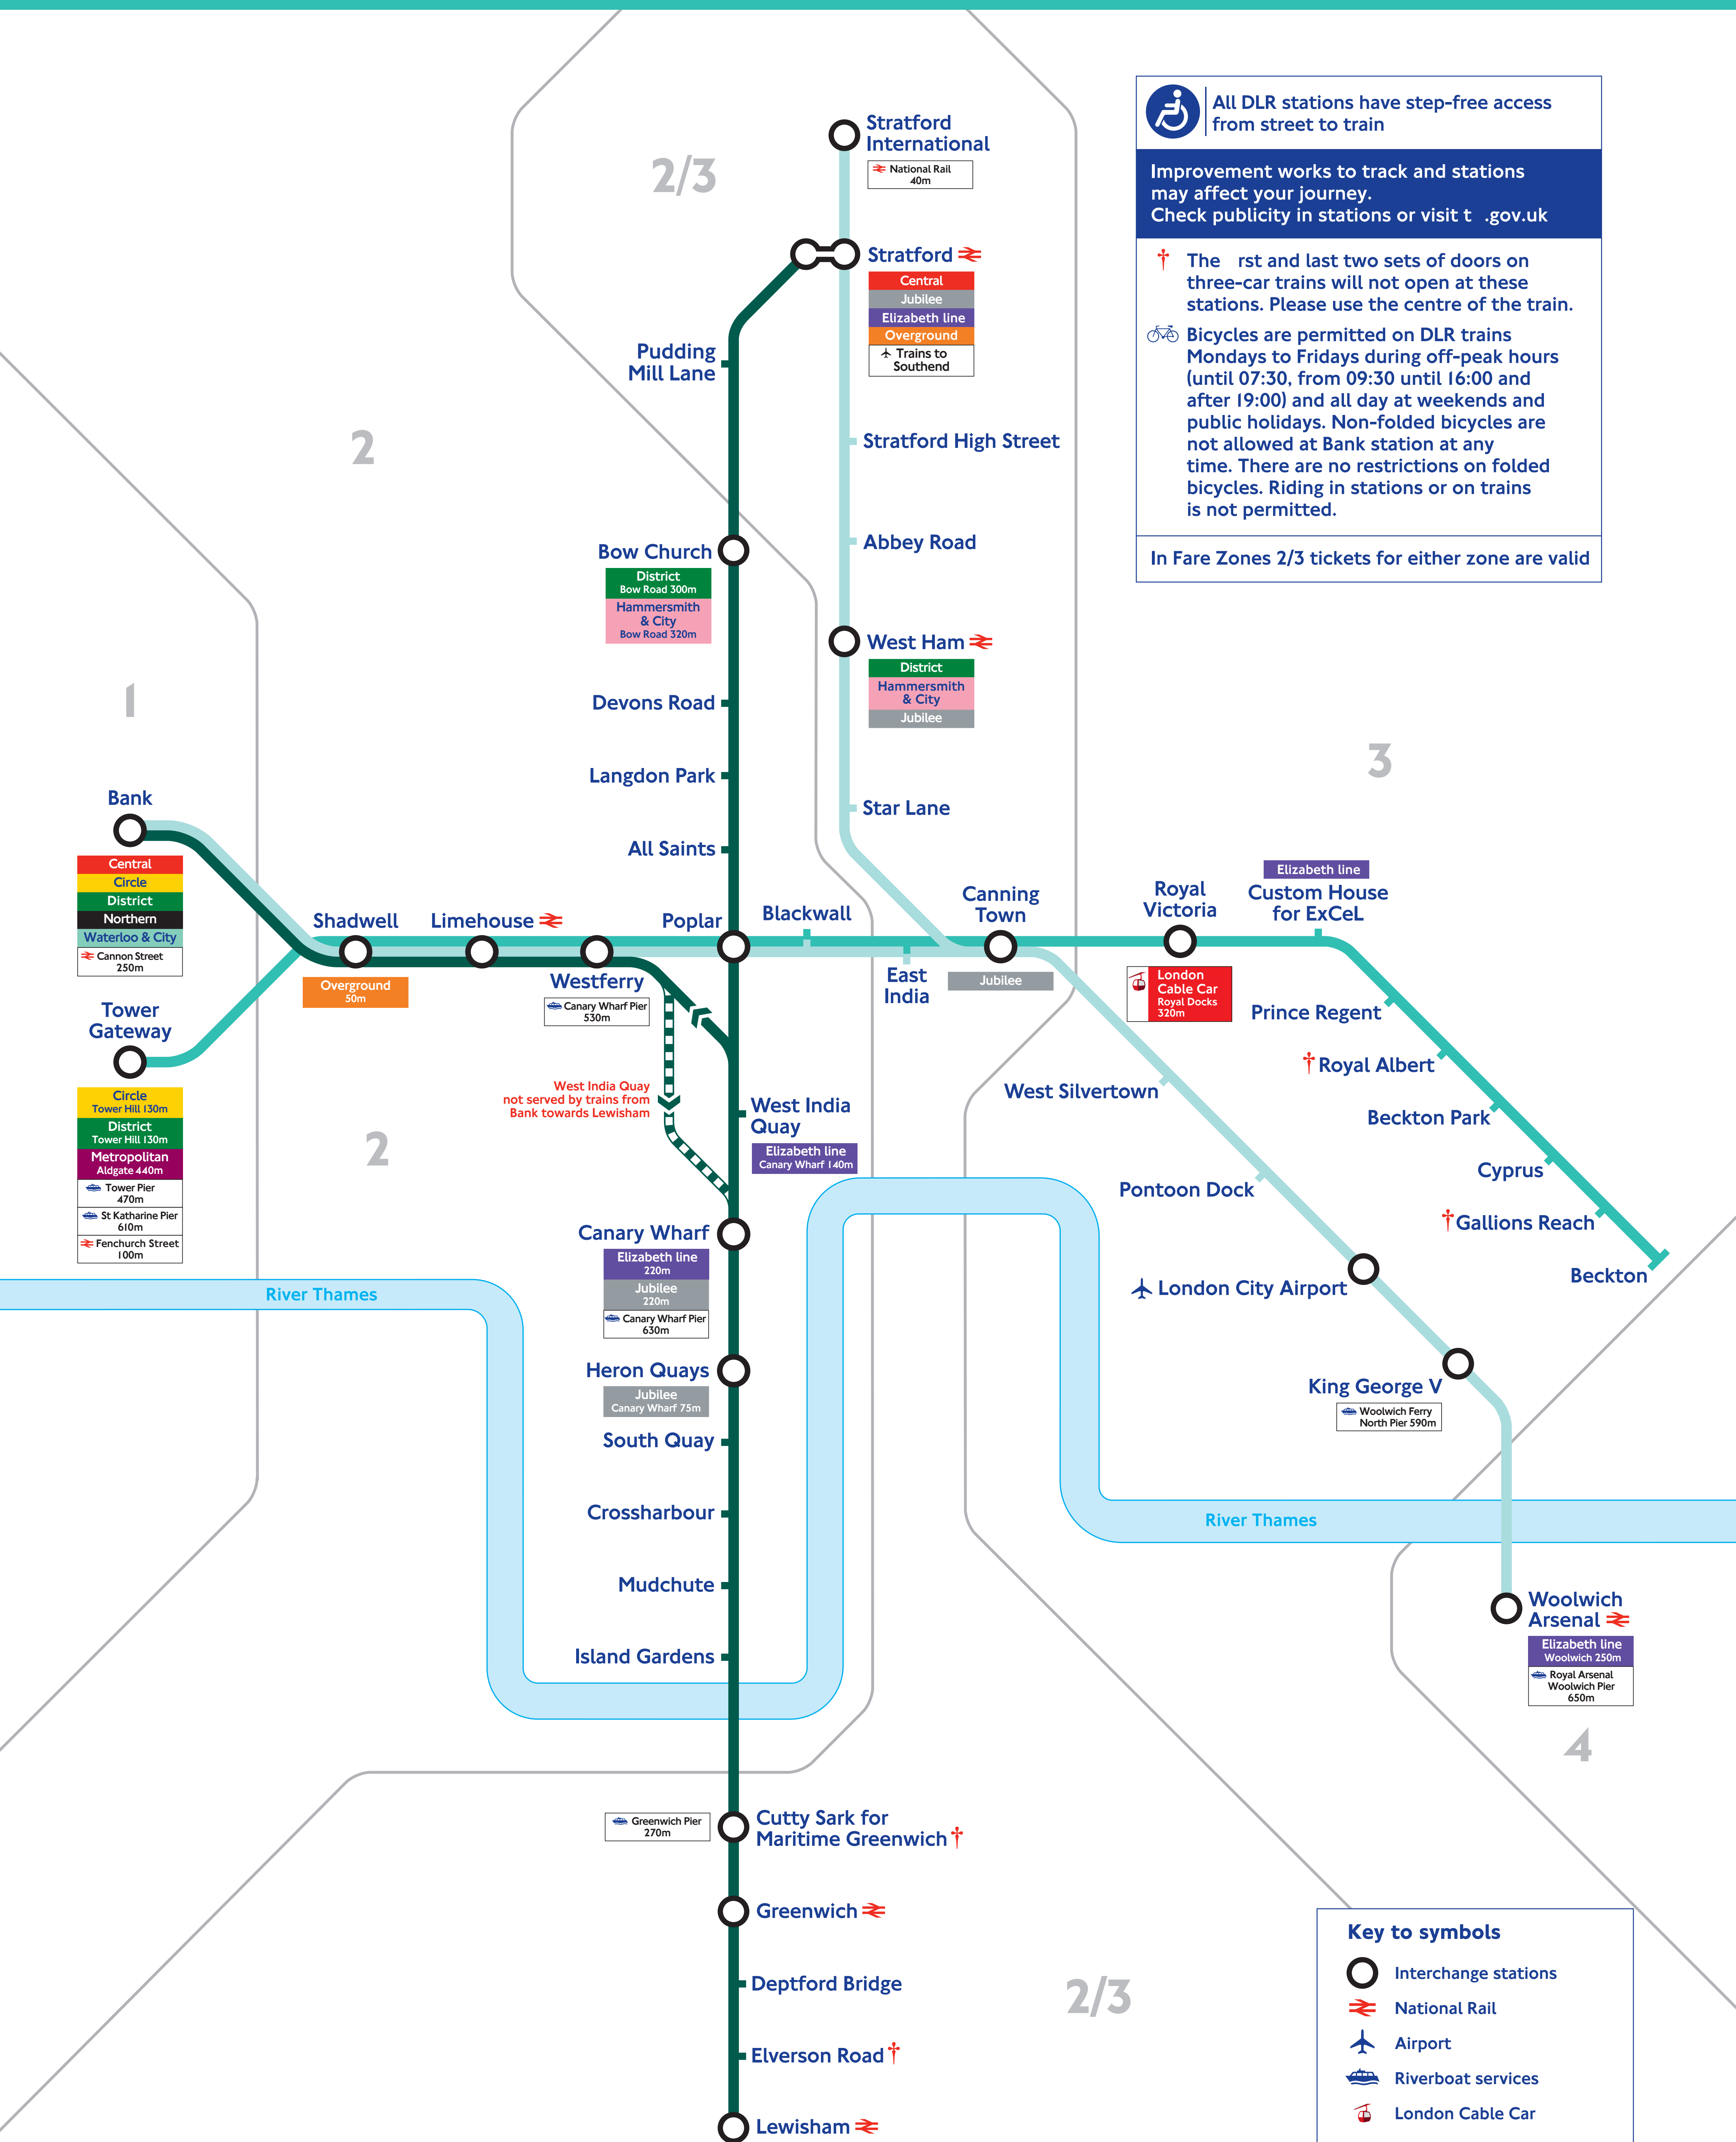 Stratford
International
National Rail
40m
2/3
Stratford
Central
Jubilee
Elizabeth line
Overground
Trains to
Southend
All DLR stations have step-free access
from street to train
Improvement works to track and stations
may affect your journey.
Check publicity in stations or visit t .gov.uk
† The rst and last two sets of doors on
three-car trains will not open at these
stations. Please use the centre of the train.
Bicycles are permitted on DLR trains
Mondays to Fridays during off-peak hours
(until 07:30, from 09:30 until 16:00 and
after 19:00) and all day at weekends and
public holidays. Non-folded bicycles are
not allowed at Bank station at any
time. There are no restrictions on folded
bicycles. Riding in stations or on trains
is not permitted.
In Fare Zones 2/3 tickets for either zone are valid
Pudding
Mill Lane
2
Stratford High Street
Abbey Road
Bow Church
District
Bow Road 300m
Hammersmith
& City
Bow Road 320m
West Ham
District
Hammersmith
& City
Jubilee
Devons Road
1
Langdon Park
3
Star Lane
All Saints
Bank
Central
Circle
District
Northern
Waterloo & City
Cannon Street
250m
Shadwell
Overground
50m
Limehouse
Westferry
Canary Wharf Pier
530m
Poplar
Blackwall
East
India
Canning
Town
Jubilee
Royal
Victoria
London
Cable Car
Royal Docks
320m
Elizabeth line
Custom House
for ExCeL
Prince Regent
† Royal Albert
Beckton Park
Cyprus
† Gallions Reach
Beckton
Tower
Gateway
Circle
Tower Hill 130m
District
Tower Hill 130m
Metropolitan
Aldgate 440m
Tower Pier
470m
St Katharine Pier
610m
Fenchurch Street
100m
West India Quay
not served by trains from
Bank towards Lewisham
West India
Quay
Elizabeth line
Canary Wharf 140m
2
West Silvertown
Pontoon Dock
London City Airport
King George V
Woolwich Ferry
North Pier 590m
Canary Wharf
Elizabeth line
220m
Jubilee
220m
Canary Wharf Pier
630m
River Thames
Heron Quays
Jubilee
Canary Wharf 75m
South Quay
Crossharbour
River Thames
Mudchute
Island Gardens
Woolwich
Arsenal
Elizabeth line
Woolwich 250m
Royal Arsenal
Woolwich Pier
650m
4
Greenwich Pier
270m
Cutty Sark for
Maritime Greenwich †
Greenwich
Deptford Bridge
2/3
Elverson Road †
Lewisham
Key to symbols
Interchange stations
National Rail
Airport
Riverboat services
London Cable Car